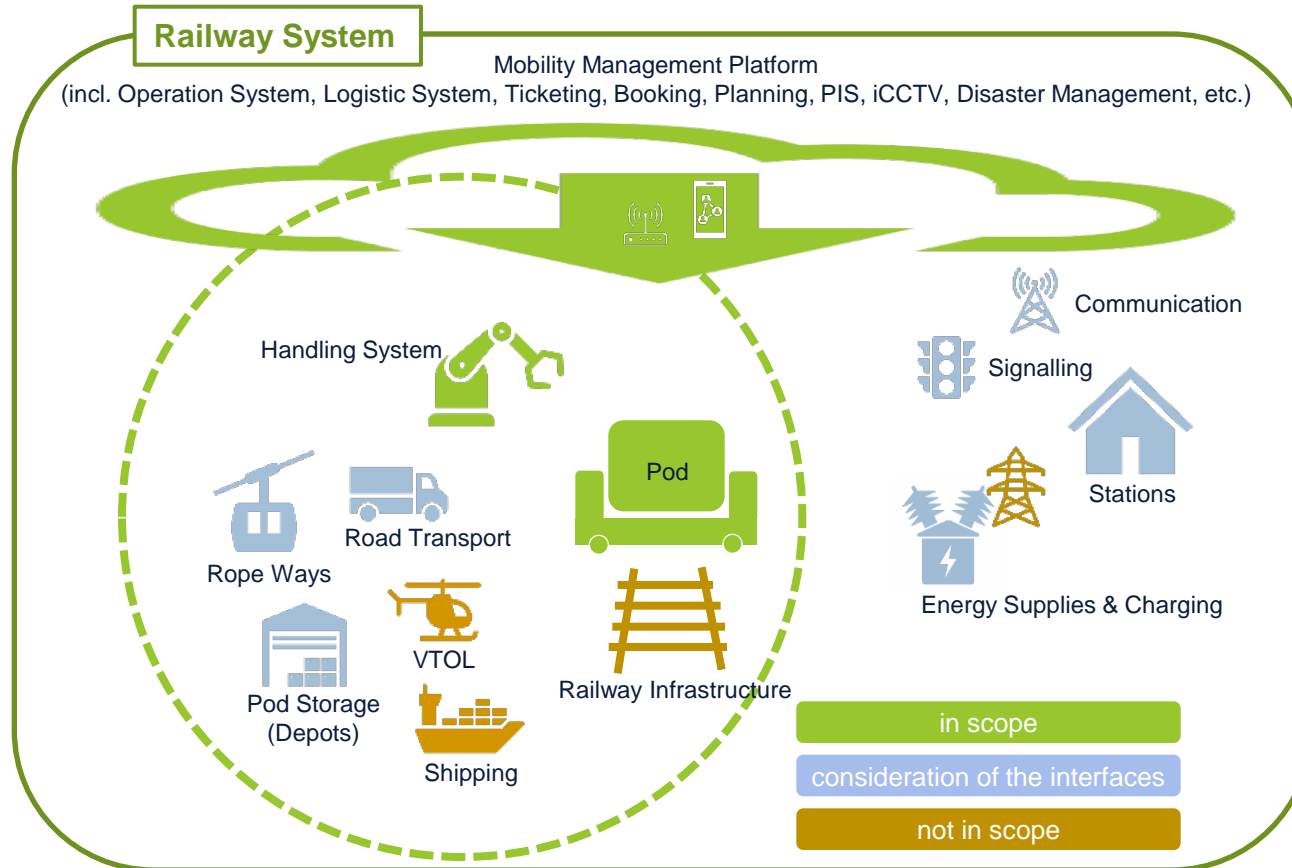 Railway System
Mobility Management Platform
(incl. Operation System, Logistic System, Ticketing, Booking, Planning, PIS, iCCTV, Disaster Management, etc.)
Communication
Handling System
Signalling
Pod
Stations
Road Transport
Rope Ways
Energy Supplies & Charging
VTOL
Railway Infrastructure
Pod Storage
(Depots)
Shipping
in scope
consideration of the interfaces
not in scope